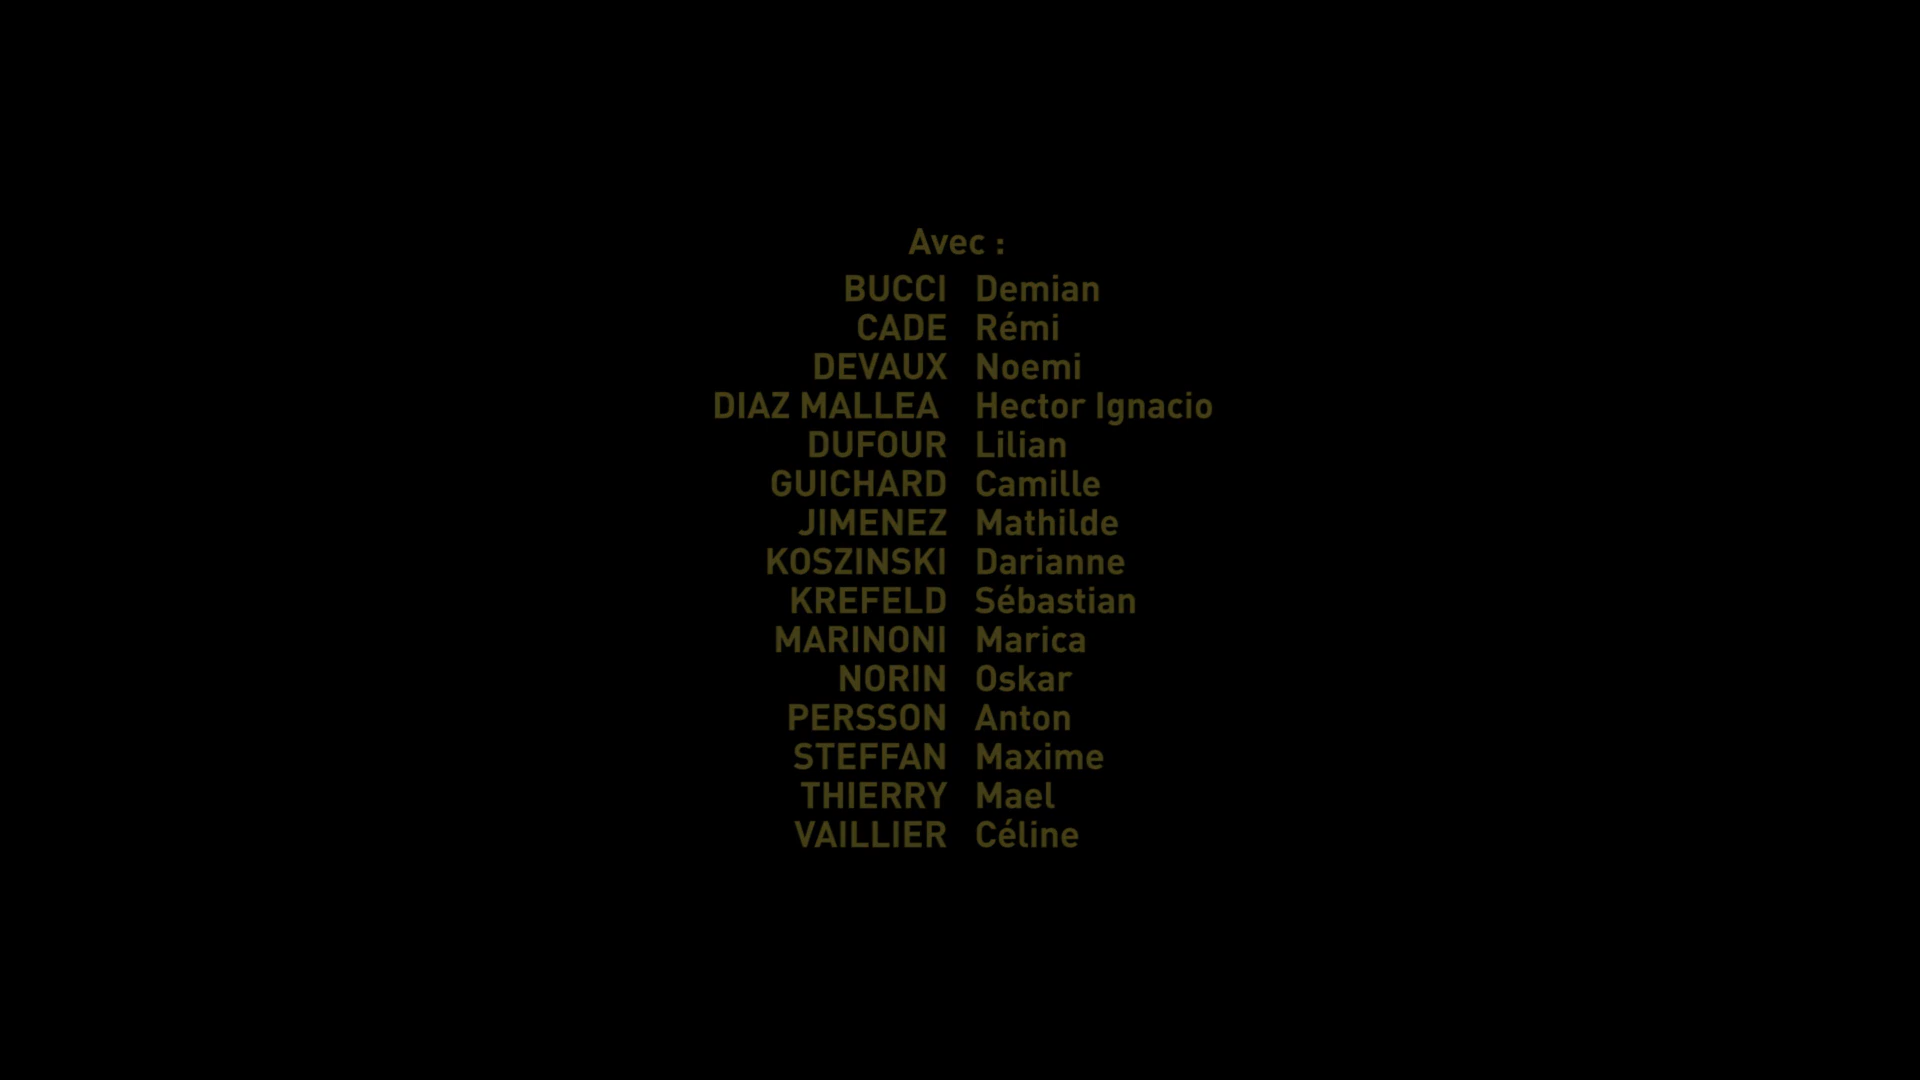 Avec :
BUCCI Demian
CADE Rémi
DEVAUX Noemi
DIAZ MALLEA Hector Ignacio
DUFOUR Lilian
GUICHARD Camille
JIMENEZ Mathilde
KOSZINSKI Darianne
KREFELD Sébastian
MARINONI Marica
NORIN Oskar
PERSSON Anton
STEFFAN Maxime
THIERRY Mael
VAILLIER Céline